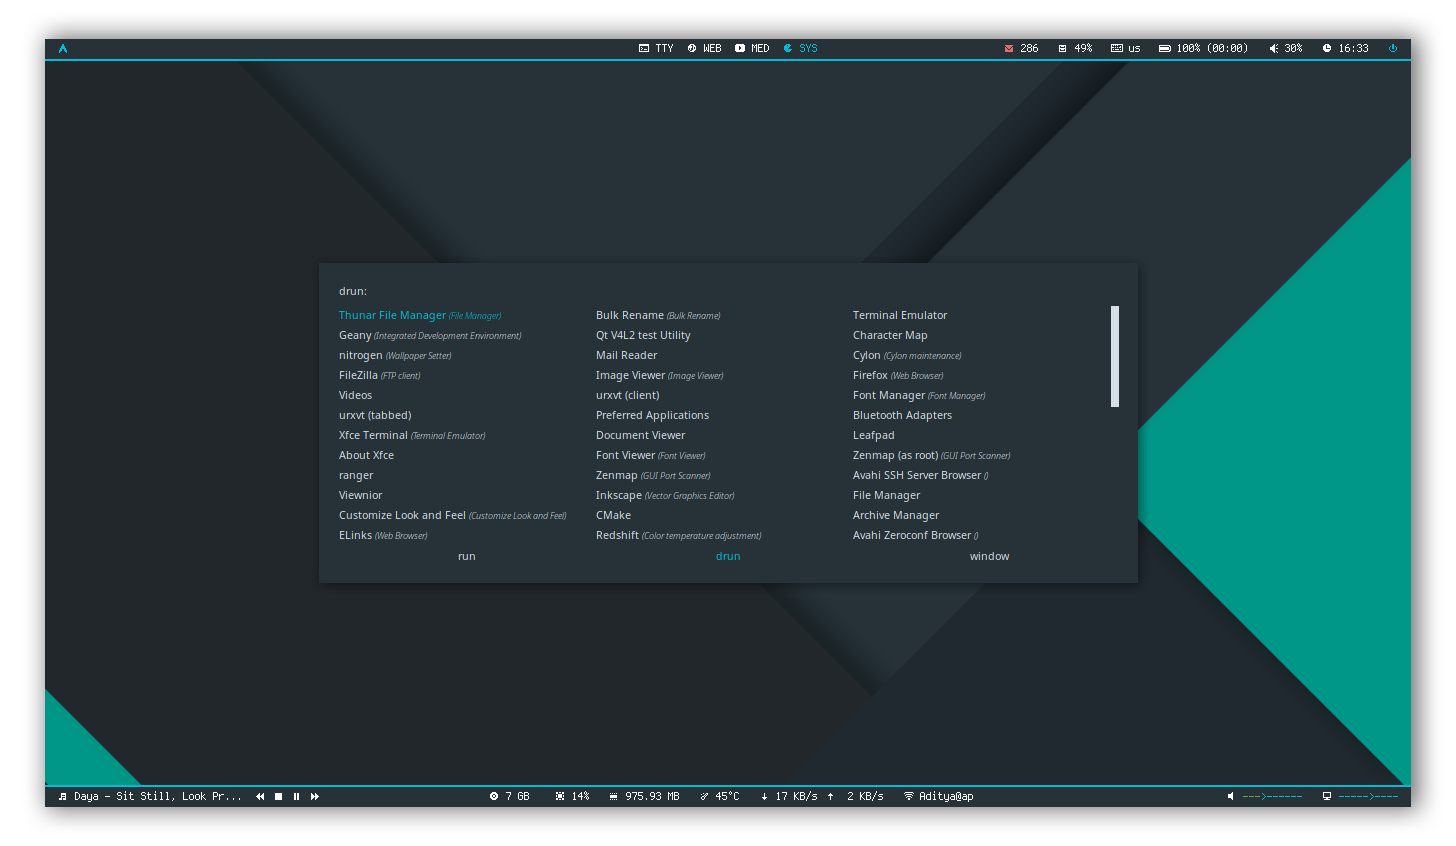 TTY WEB MED SYS 286 49% us 100% (00:00) 30% 16:33
drun:
Thunar File Manager (File Manager) Bulk Rename (Bulk Rename) Terminal Emulator
Geany (Integrated Development Environment) Qt V4L2 test Utility Character Map
nitrogen (Wallpaper Setter) Mail Reader Cylon (Cylon maintenance)
FileZilla (FTP client) Image Viewer (Image Viewer) Firefox (Web Browser)
Videos urxvt (client) Font Manager (Font Manager)
urxvt (tabbed) Preferred Applications Bluetooth Adapters
Xfce Terminal (Terminal Emulator) Document Viewer Leafpad
About Xfce Font Viewer (Font Viewer) Zenmap (as root) (GUI Port Scanner)
ranger Zenmap (GUI Port Scanner) Avahi SSH Server Browser ()
Viewnior Inkscape (Vector Graphics Editor) File Manager
Customize Look and Feel (Customize Look and Feel) CMake Archive Manager
ELinks (Web Browser) Redshift (Color temperature adjustment) Avahi Zeroconf Browser ()
run drun window
Daya - Sit Still, Look Pr... 7 GB 14% 975.93 MB 45°C 17 KB/s 2 KB/s Aditya@ap --->------ ----->----